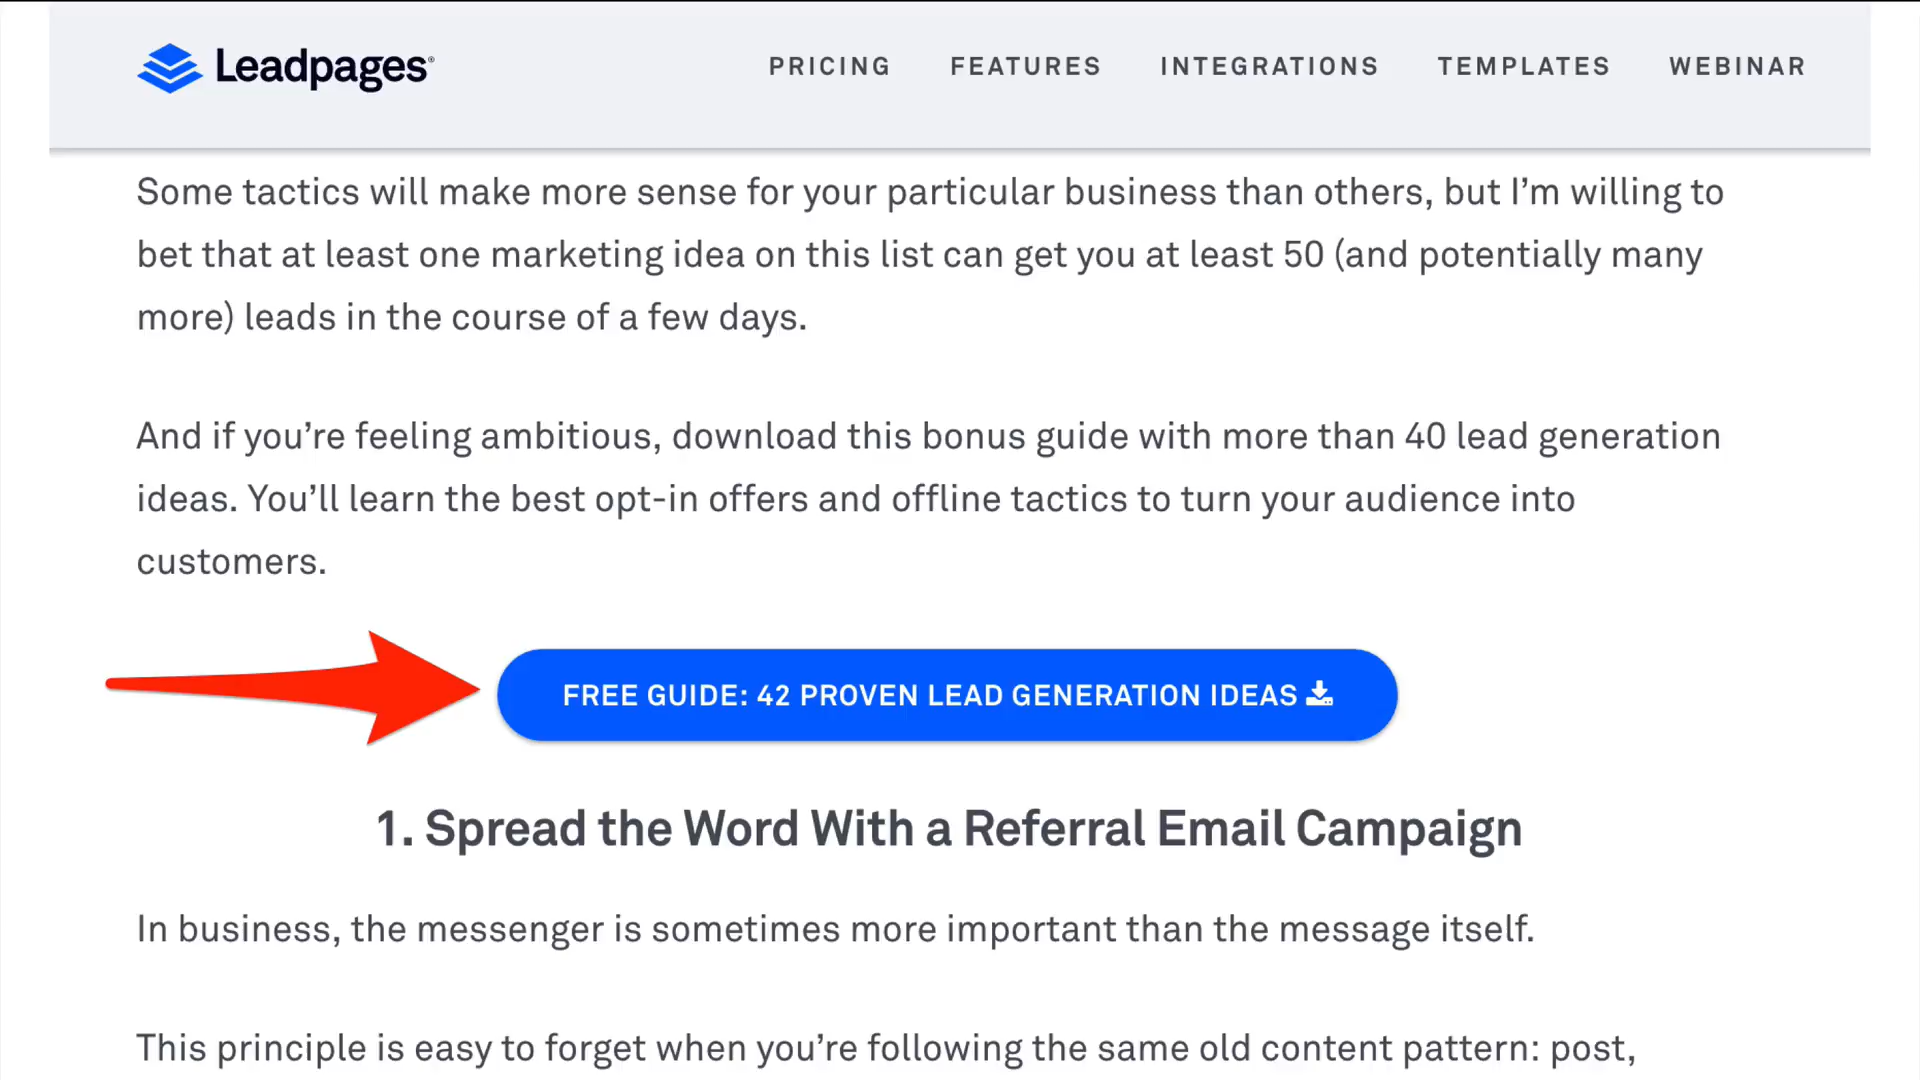 Leadpages®
PRICING FEATURES INTEGRATIONS TEMPLATES WEBINAR
Some tactics will make more sense for your particular business than others, but I’m willing to
bet that at least one marketing idea on this list can get you at least 50 (and potentially many
more) leads in the course of a few days.
And if you’re feeling ambitious, download this bonus guide with more than 40 lead generation
ideas. You’ll learn the best opt-in offers and offline tactics to turn your audience into
customers.
FREE GUIDE: 42 PROVEN LEAD GENERATION IDEAS
1. Spread the Word With a Referral Email Campaign
In business, the messenger is sometimes more important than the message itself.
This principle is easy to forget when you’re following the same old content pattern: post,